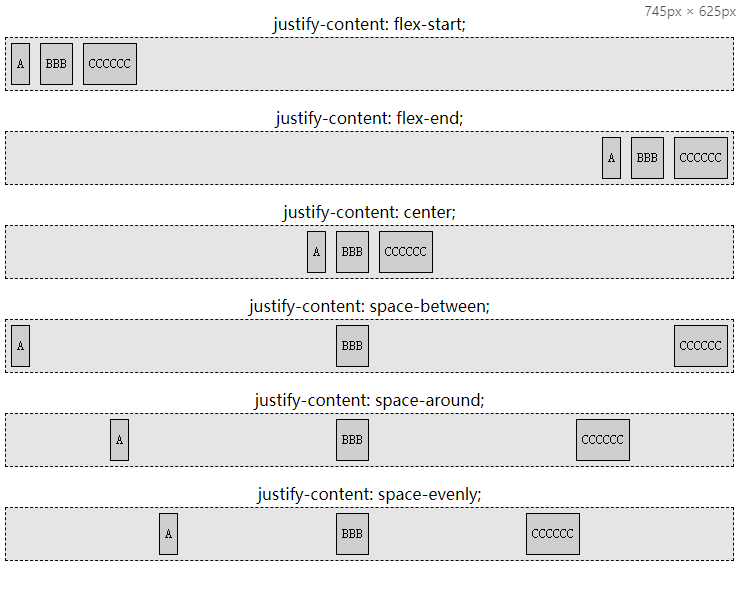 745px × 625px
justify-content: flex-start;
A BBB CCCCCC
justify-content: flex-end;
A BBB CCCCCC
justify-content: center;
A BBB CCCCCC
justify-content: space-between;
A BBB CCCCCC
justify-content: space-around;
A BBB CCCCCC
justify-content: space-evenly;
A BBB CCCCCC